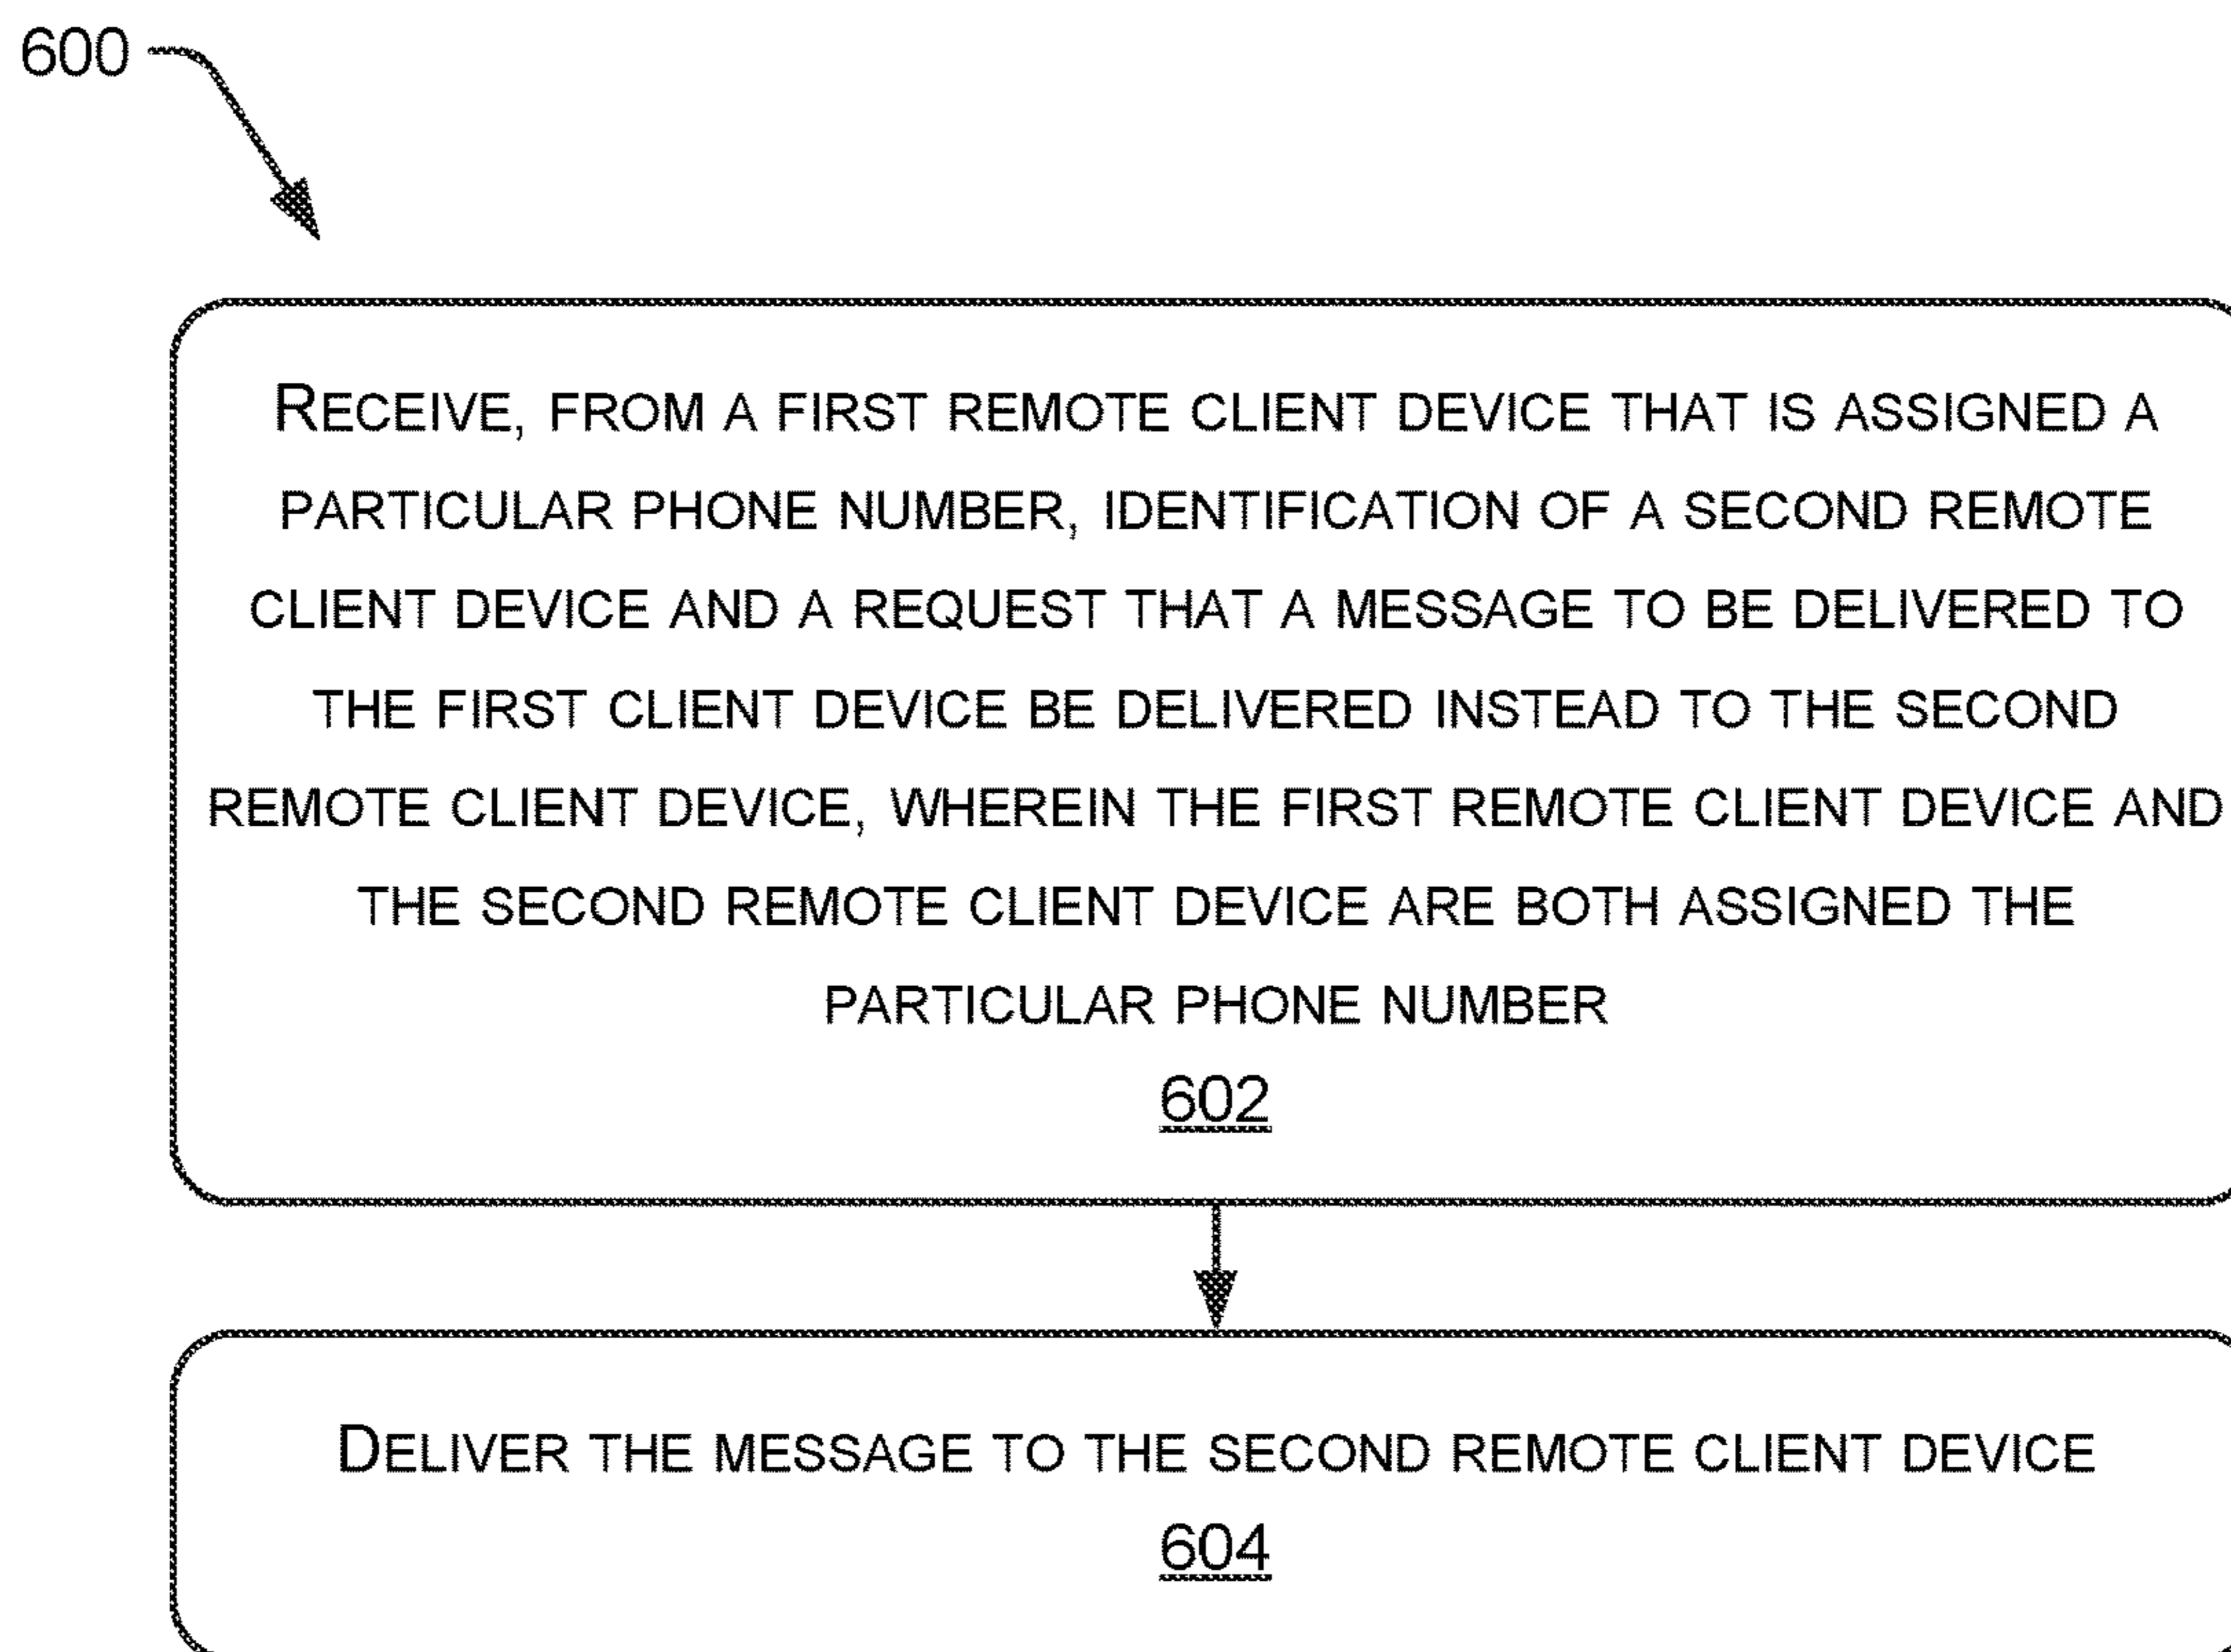 600
RECEIVE, FROM A FIRST REMOTE CLIENT DEVICE THAT IS ASSIGNED A
PARTICULAR PHONE NUMBER, IDENTIFICATION OF A SECOND REMOTE
CLIENT DEVICE AND A REQUEST THAT A MESSAGE TO BE DELIVERED TO
THE FIRST CLIENT DEVICE BE DELIVERED INSTEAD TO THE SECOND
REMOTE CLIENT DEVICE, WHEREIN THE FIRST REMOTE CLIENT DEVICE AND
THE SECOND REMOTE CLIENT DEVICE ARE BOTH ASSIGNED THE
PARTICULAR PHONE NUMBER
602
DELIVER THE MESSAGE TO THE SECOND REMOTE CLIENT DEVICE
604